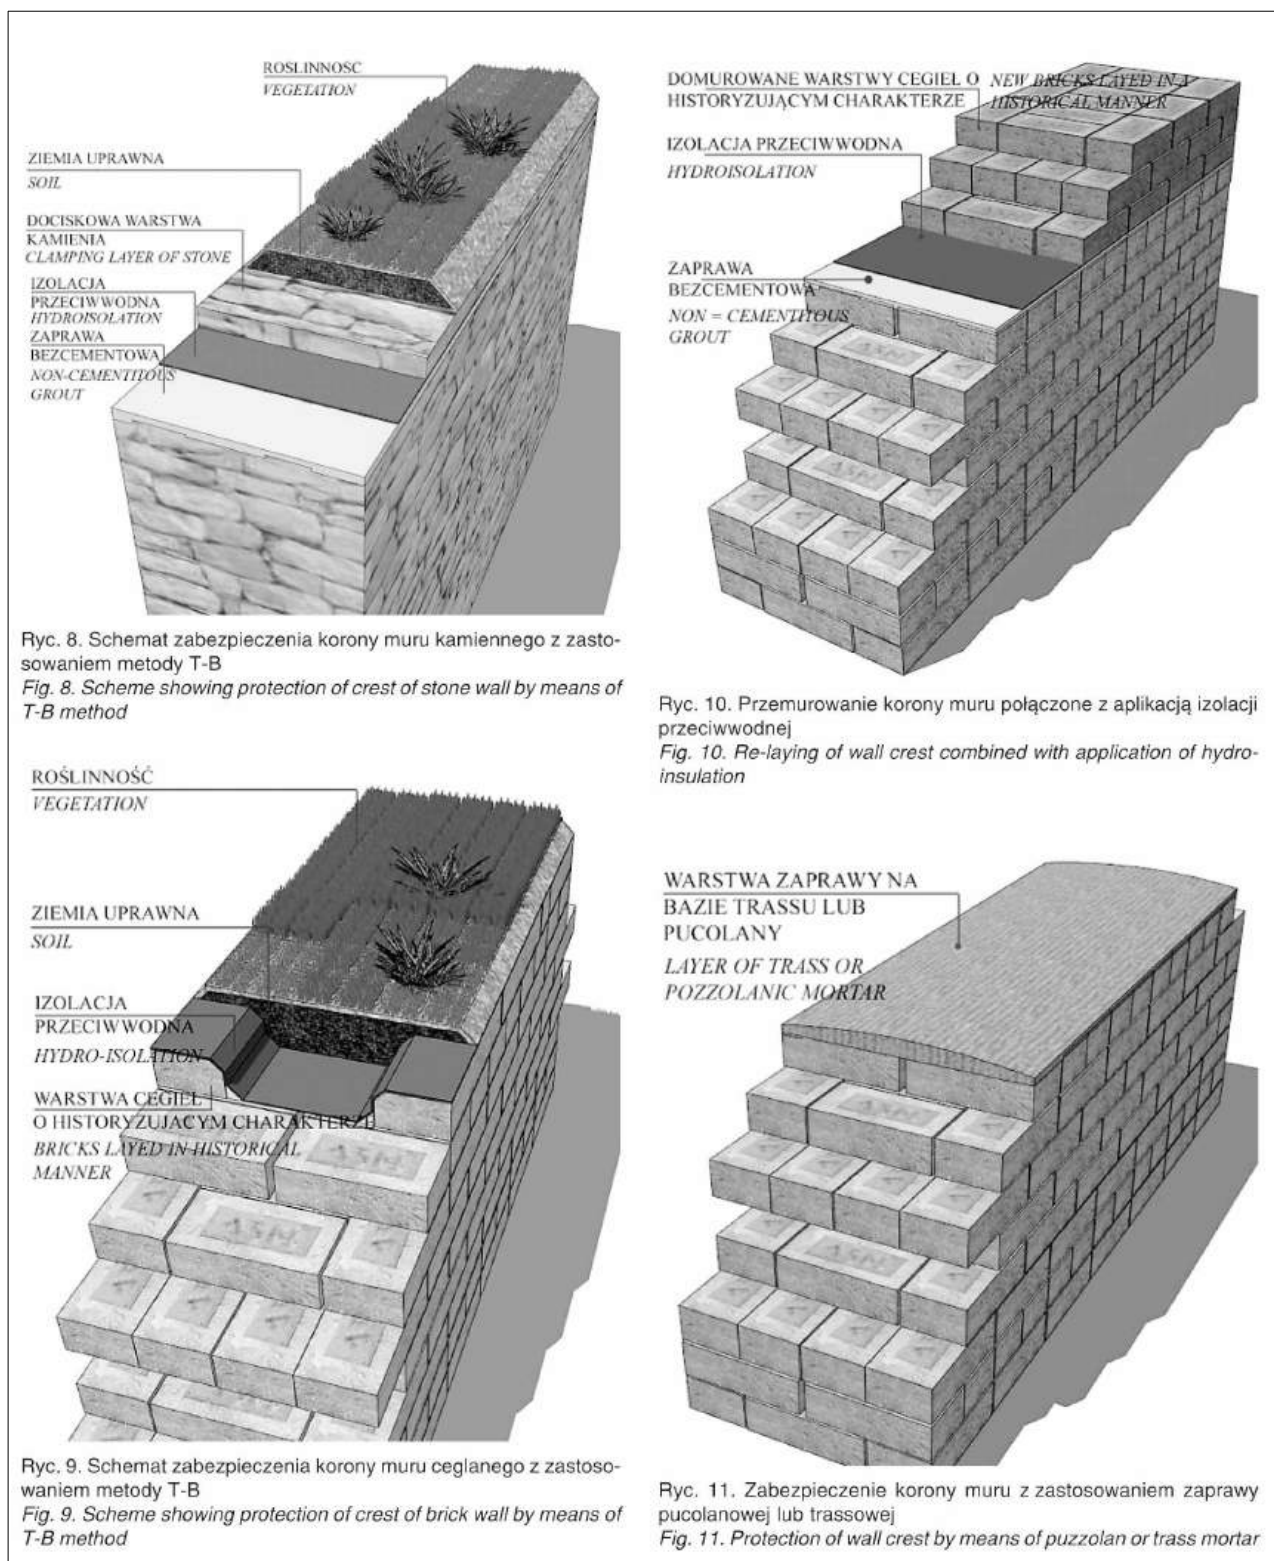 ROSLINNOSC
VEGETATION
ZIEMIA UPRAWNA
SOIL
DOCISKOWA WARSTWA
KAMIENIA
CLAMPING LAYER OF STONE
IZOLACJA
PRZECIWWODNA
HYDROISOLATION
ZAPRAWA
BEZCEMENTOWA
NON-CEMENTITOUS
GROUT
Ryc. 8. Schemat zabezpieczenia korony muru kamiennego z zasto-
sowaniem metody T-B
Fig. 8. Scheme showing protection of crest of stone wall by means of
T-B method
ROŚLINNOŚĆ
VEGETATION
ZIEMIA UPRAWNA
SOIL
IZOLACJA
PRZECIWWODNA
HYDRO-ISOLATION
WARSTWA CEGIEŁ
O HISTORYZUJĄCYM CHARAKTERZE
BRICKS LAYED IN HISTORICAL
MANNER
Ryc. 9. Schemat zabezpieczenia korony muru ceglanego z zastoso-
waniem metody T-B
Fig. 9. Scheme showing protection of crest of brick wall by means of
T-B method
DOMUROWANE WARSTWY CEGIEŁ O
HISTORYZUJĄCYM CHARAKTERZE
NEW BRICKS LAYED IN A
HISTORICAL MANNER
IZOLACJA PRZECIWWODNA
HYDROISOLATION
ZAPRAWA
BEZCEMENTOWA
NON = CEMENTITOUS
GROUT
Ryc. 10. Przemurowanie korony muru połączone z aplikacją izolacji
przeciwwodnej
Fig. 10. Re-laying of wall crest combined with application of hydro-
insulation
WARSTWA ZAPRAWY NA
BAZIE TRASSU LUB
PUCOLANY
LAYER OF TRASS OR
POZZOLANIC MORTAR
Ryc. 11. Zabezpieczenie korony muru z zastosowaniem zaprawy
pucolanowej lub trassowej
Fig. 11. Protection of wall crest by means of puzzolan or trass mortar